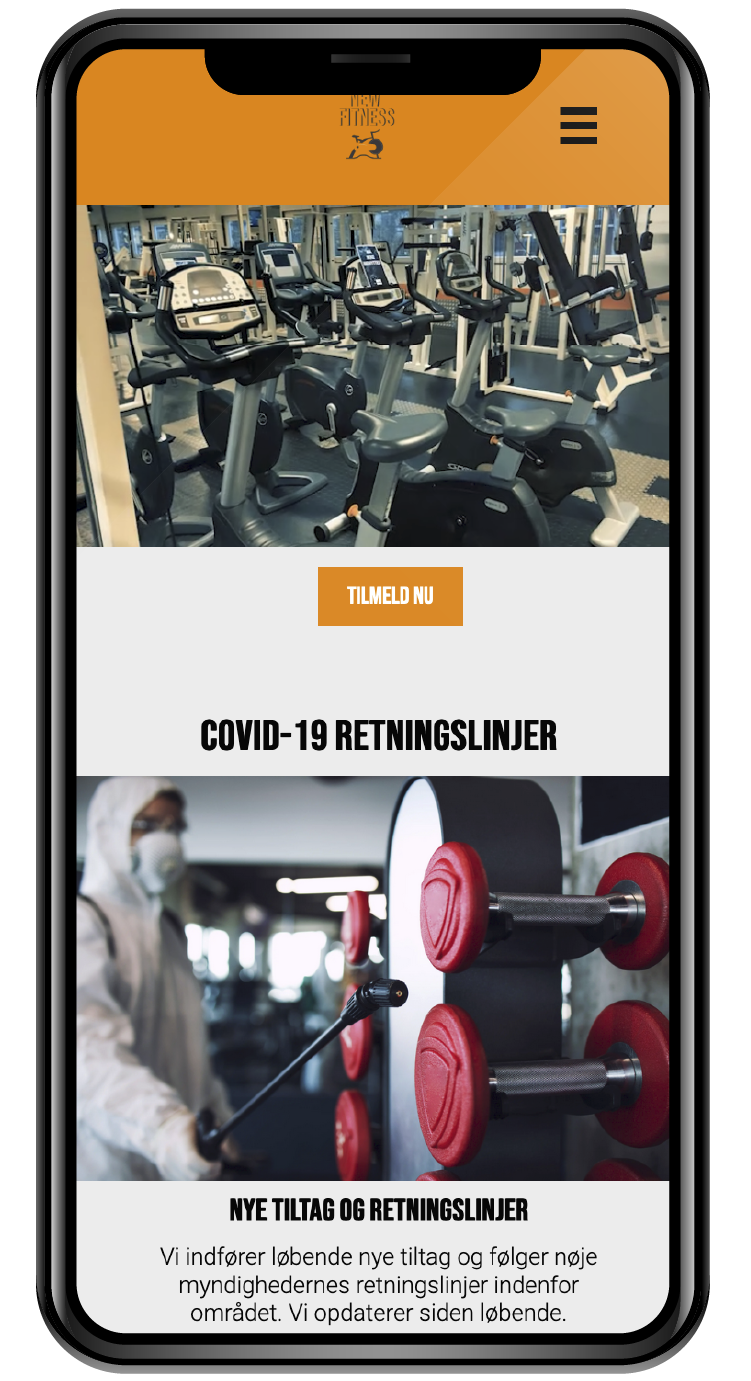 NEW
FITNESS
TILMELD NU
COVID-19 RETNINGSLINJER
NYE TILTAG OG RETNINGSLINJER
Vi indfører løbende nye tiltag og følger nøje
myndighedernes retningslinjer indenfor
området. Vi opdaterer siden løbende.